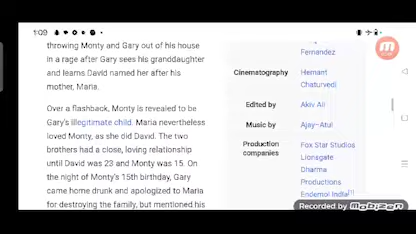 1:09
throwing Monty and Gary out of his house
in a rage after Gary sees his granddaughter
and learns David named her after his
mother, Maria.
Over a flashback, Monty is revealed to be
Gary's illegitimate child. Maria nevertheless
loved Monty, as she did David. The two
brothers had a close, loving relationship
until David was 23 and Monty was 15. On
the night of Monty's 15th birthday, Gary
came home drunk and apologized to Maria
for destroying the family, but mentioned his
Fernandez
Cinematography Hemant
Chaturvedi
Edited by Akiv Ali
Music by Ajay–Atul
Production Fox Star Studios
companies Lionsgate
Dharma
Productions
Endemol India
Recorded by Mobizen